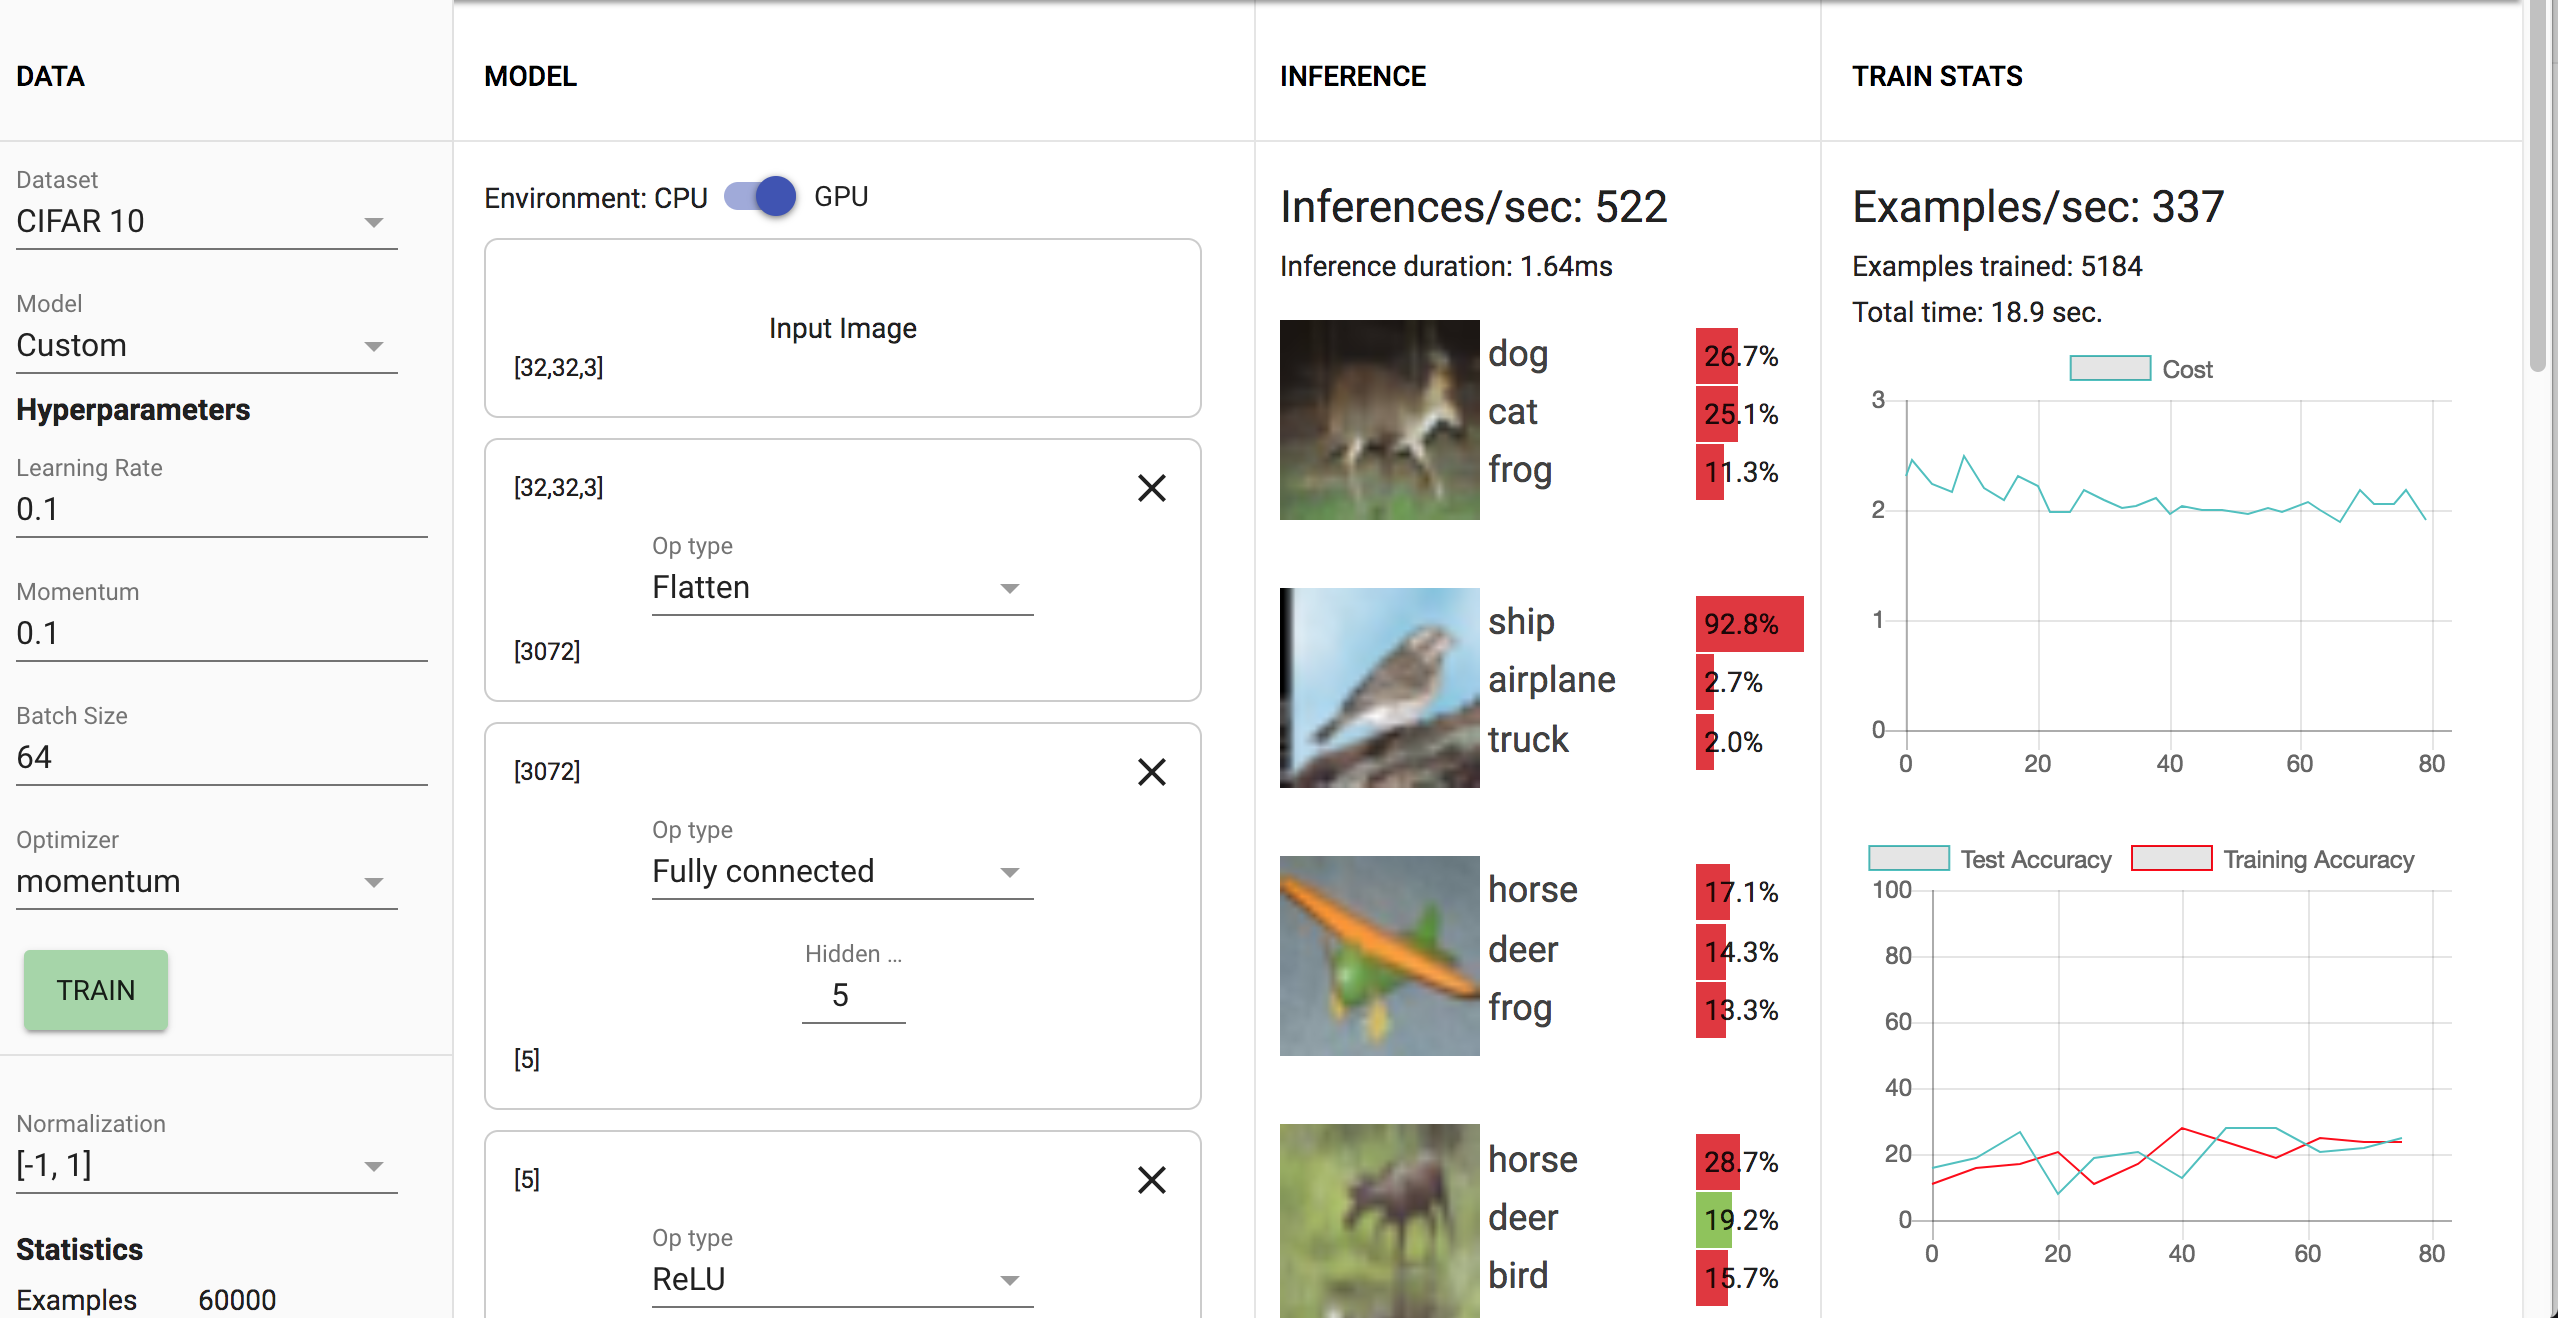 DATA
Dataset
CIFAR 10
Model
Custom
Hyperparameters
Learning Rate
0.1
Momentum
0.1
Batch Size
64
Optimizer
momentum
TRAIN
Normalization
[-1, 1]
Statistics
Examples 60000
MODEL
Environment: CPU GPU
Input Image
[32,32,3]
[32,32,3]
Op type
Flatten
[3072]
[3072]
Op type
Fully connected
Hidden ...
5
[5]
[5]
Op type
ReLU
INFERENCE
Inferences/sec: 522
Inference duration: 1.64ms
dog 26.7%
cat 25.1%
frog 11.3%
ship 92.8%
airplane 2.7%
truck 2.0%
horse 17.1%
deer 14.3%
frog 13.3%
horse 28.7%
deer 19.2%
bird 15.7%
TRAIN STATS
Examples/sec: 337
Examples trained: 5184
Total time: 18.9 sec.
Cost
3
2
1
0
0 20 40 60 80
Test Accuracy Training Accuracy
100
80
60
40
20
0
0 20 40 60 80